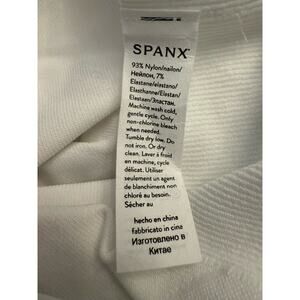 SPANX
93% Nylon/nailon/
Нейлон, 7%
Elastane/elastano/
Elasthanne/Elastan/
Elastaan/Эластан.
Machine wash cold,
gentle cycle. Only
non-chlorine bleach
when needed.
Tumble dry low. Do
not iron. Or dry
clean. Laver à froid
en machine, cycle
délicat. Utiliser
seulement un agent
de blanchiment non
chloré au besoin.
Sécher au
hecho en china
fabbricato in cina
Изготовлено в
Китае